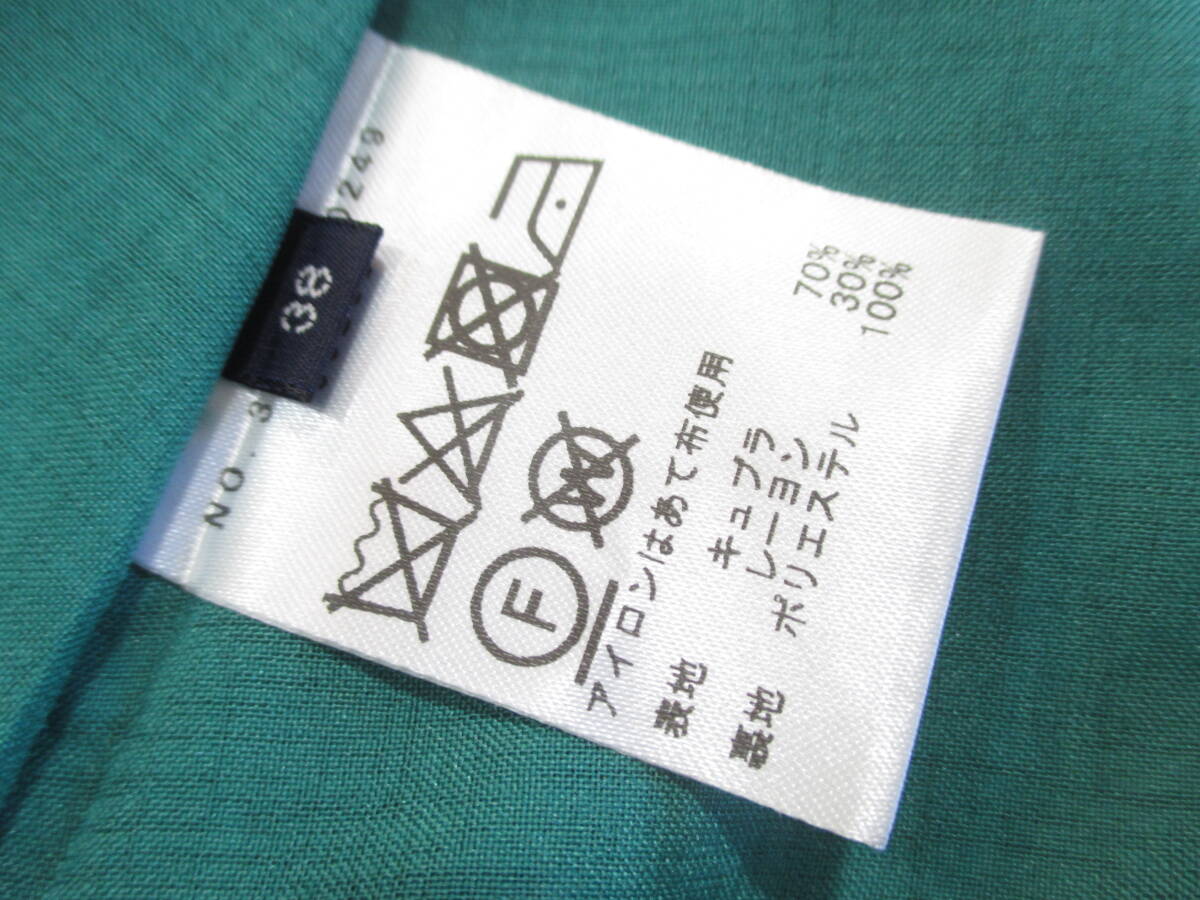 38
NO. 3 0249
F
W
アイロンはあて布使用
表地 キュプラ 70%
レーヨン 30%
裏地 ポリエステル 100%